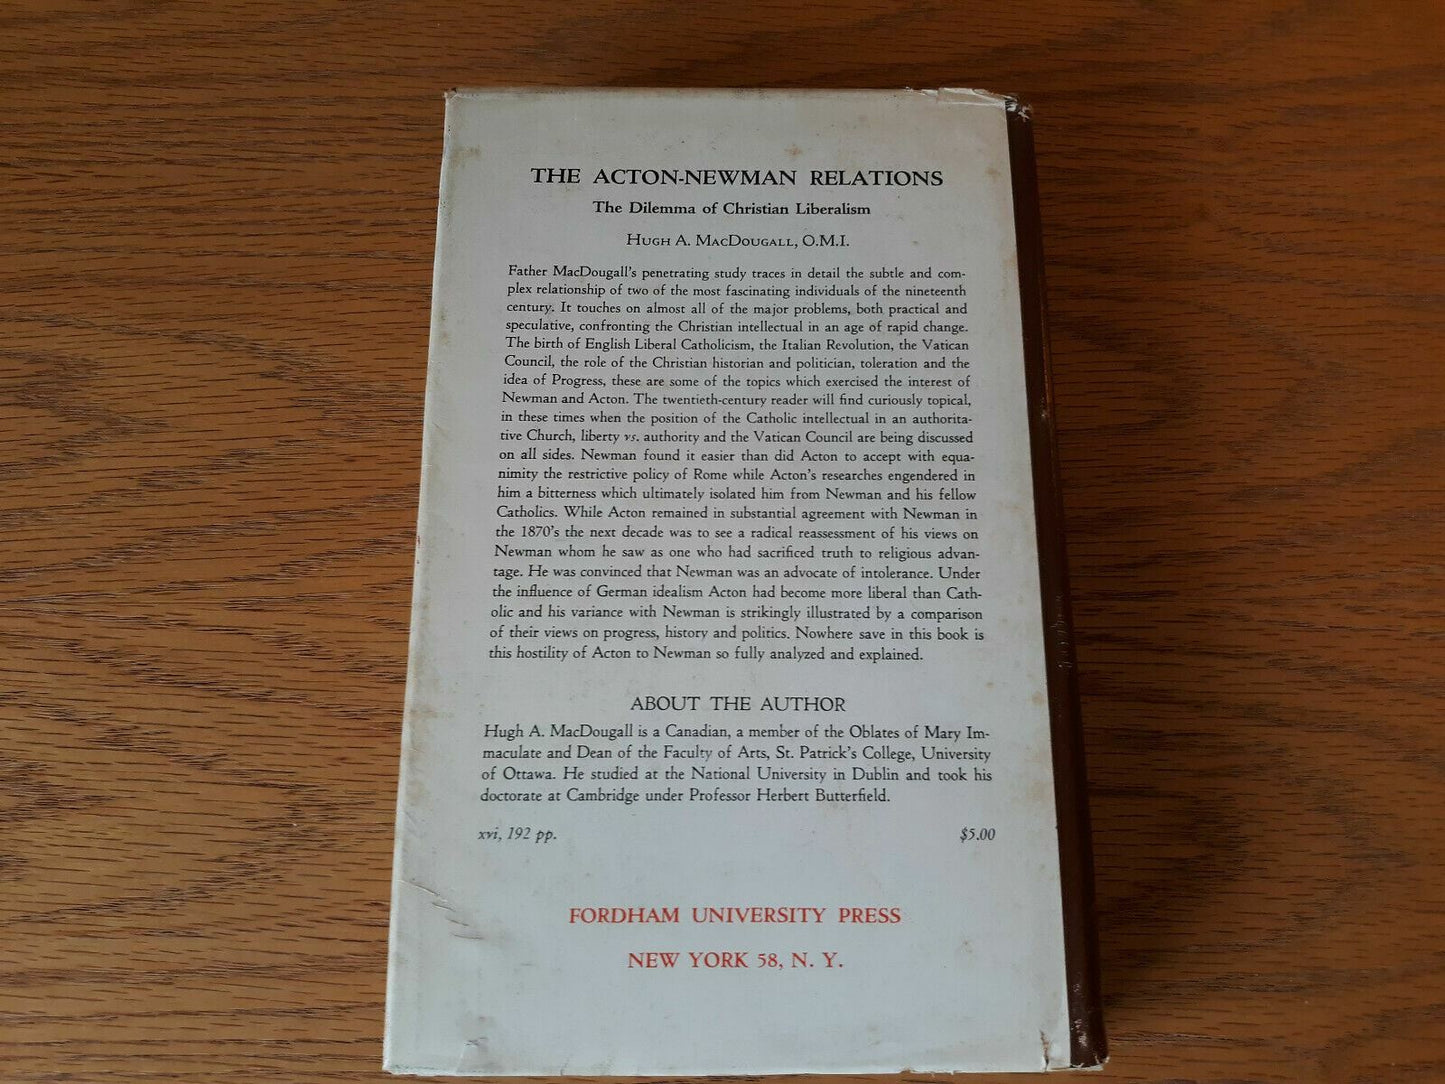 THE ACTON-NEWMAN RELATIONS
The Dilemma of Christian Liberalism
HUGH A. MACDOUGALL, O.M.I.
Father MacDougall's penetrating study traces in detail the subtle and com-
plex relationship of two of the most fascinating individuals of the nineteenth
century. It touches on almost all of the major problems, both practical and
speculative, confronting the Christian intellectual in an age of rapid change.
The birth of English Liberal Catholicism, the Italian Revolution, the Vatican
Council, the role of the Christian historian and politician, toleration and the
idea of Progress, these are some of the topics which exercised the interest of
Newman and Acton. The twentieth-century reader will find curiously topical,
in these times when the position of the Catholic intellectual in an authorita-
tive Church, liberty vs. authority and the Vatican Council are being discussed
on all sides. Newman found it easier than did Acton to accept with equa-
nimity the restrictive policy of Rome while Acton's researches engendered in
him a bitterness which ultimately isolated him from Newman and his fellow
Catholics. While Acton remained in substantial agreement with Newman in
the 1870's the next decade was to see a radical reassessment of his views on
Newman whom he saw as one who had sacrificed truth to religious advan-
tage. He was convinced that Newman was an advocate of intolerance. Under
the influence of German idealism Acton had become more liberal than Cath-
olic and his variance with Newman is strikingly illustrated by a comparison
of their views on progress, history and politics. Nowhere save in this book is
this hostility of Acton to Newman so fully analyzed and explained.
ABOUT THE AUTHOR
Hugh A. MacDougall is a Canadian, a member of the Oblates of Mary Im-
maculate and Dean of the Faculty of Arts, St. Patrick's College, University
of Ottawa. He studied at the National University in Dublin and took his
doctorate at Cambridge under Professor Herbert Butterfield.
xvi, 192 pp. $5.00
FORDHAM UNIVERSITY PRESS
NEW YORK 58, N. Y.